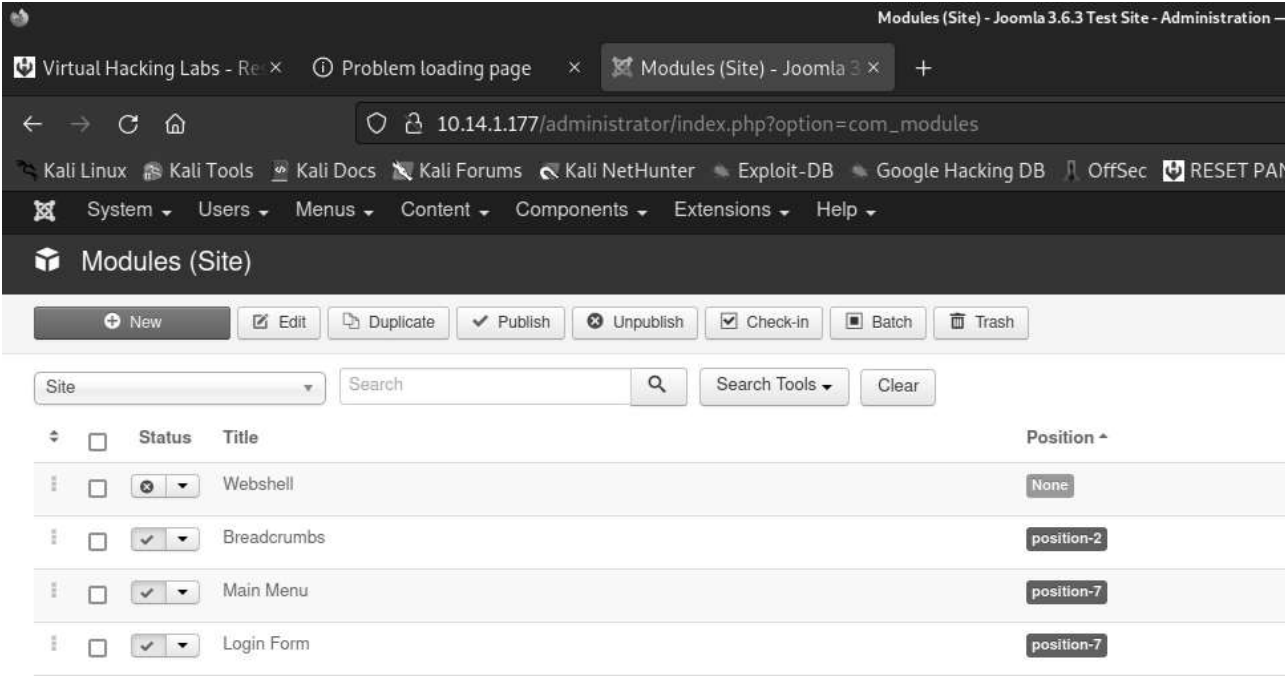 Modules (Site) - Joomla 3.6.3 Test Site - Administration —
Virtual Hacking Labs - Re
Problem loading page
Modules (Site) - Joomla 3
10.14.1.177/administrator/index.php?option=com_modules
Kali Linux Kali Tools Kali Docs Kali Forums Kali NetHunter Exploit-DB Google Hacking DB OffSec RESET PAN
System Users Menus Content Components Extensions Help
Modules (Site)
New Edit Duplicate Publish Unpublish Check-in Batch Trash
Site Search Search Tools Clear
Status Title Position
Webshell None
Breadcrumbs position-2
Main Menu position-7
Login Form position-7